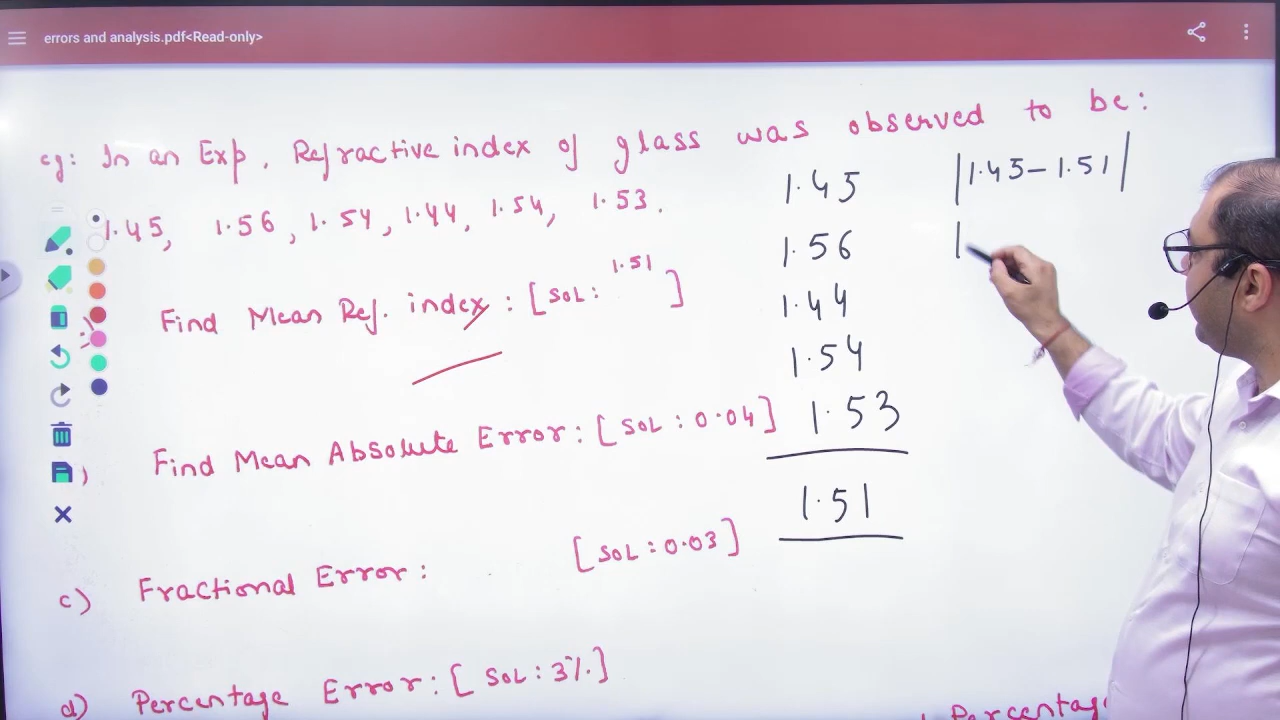 errors and analysis.pdf<Read-only>
eg: In an Exp, Refractive index of glass was observed to be:
1.45, 1.56, 1.54, 1.44, 1.54, 1.53.
Find Mean Ref. index : [SOL: 1.51]
Find Mean Absolute Error: [SOL: 0.04]
c) Fractional Error: [SOL: 0.03]
d) Percentage Error: [SOL: 3%.]
1.45
1.56
1.44
1.54
1.53
1.51
|1.45-1.51|
|
Percentag